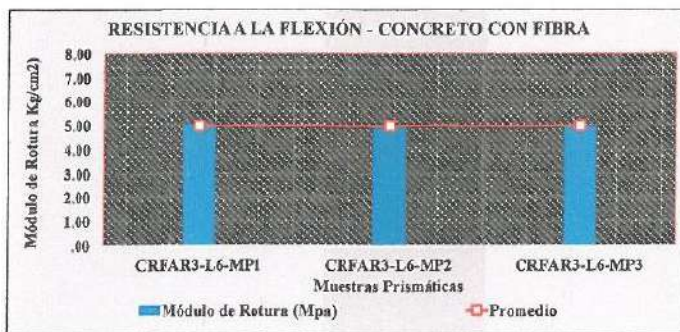 RESISTENCIA A LA FLEXIÓN - CONCRETO CON FIBRA
Módulo de Rotura Kg/cm2)
8.00
7.00
6.00
5.00
4.00
3.00
2.00
1.00
.00
CRFAR3-L6-MP1 CRFAR3-L6-MP2 CRFAR3-L6-MP3
Muestras Prismáticas
Módulo de Rotura (Mpa) Promedio